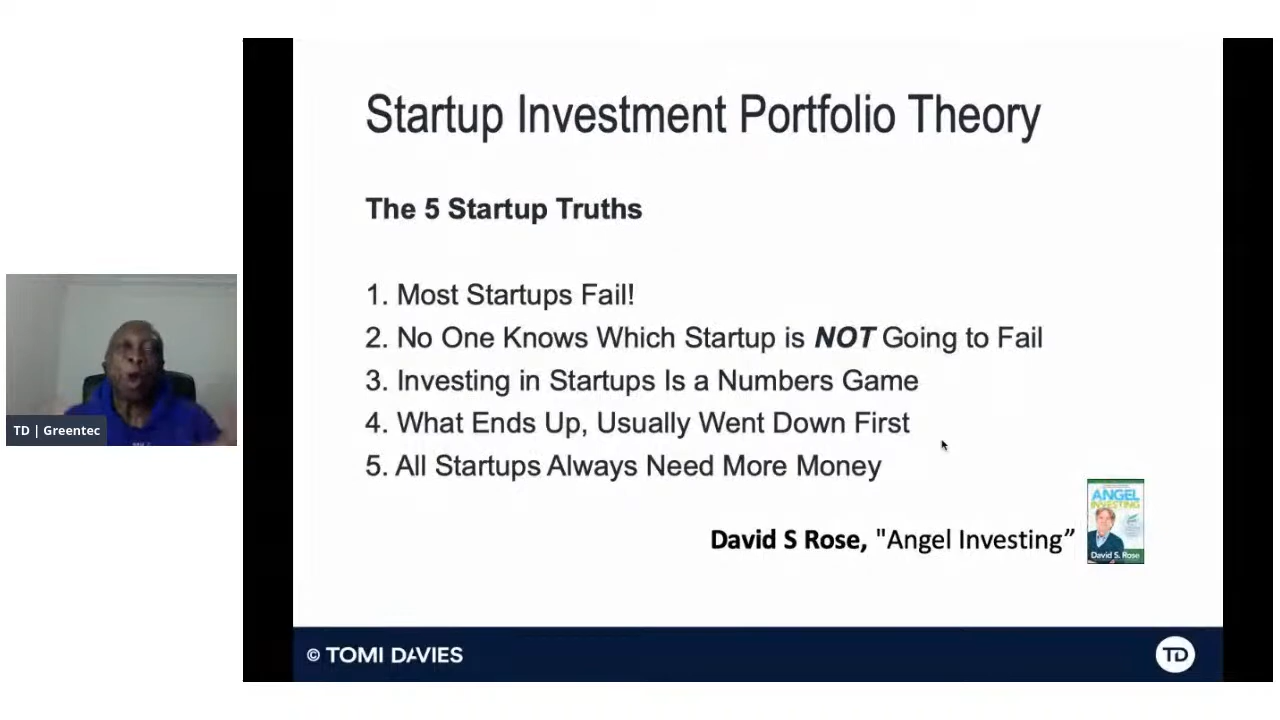 Startup Investment Portfolio Theory
The 5 Startup Truths
1. Most Startups Fail!
2. No One Knows Which Startup is NOT Going to Fail
3. Investing in Startups Is a Numbers Game
4. What Ends Up, Usually Went Down First
5. All Startups Always Need More Money
TD | Greentec
ANGEL
INVESTING
David S. Rose
David S Rose, "Angel Investing”
© TOMI DAVIES
TD